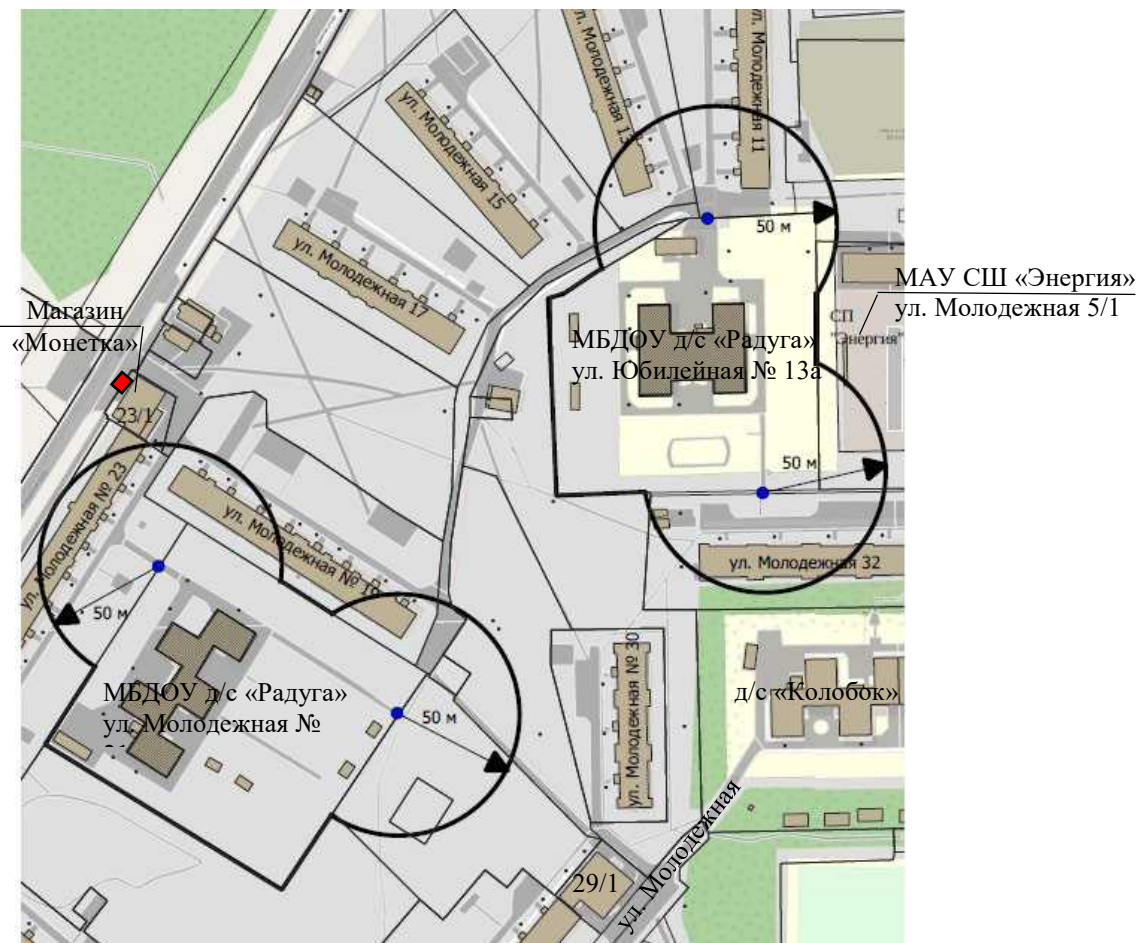 ул. Молодежная 13
ул. Молодежная 11
ул. Молодежная 15
50 м
МАУ СШ «Энергия»
ул. Молодежная 5/1
ул. Молодежная 17
Магазин
«Монетка»
СП
"Энергия"
МБДОУ д/с «Радуга»
ул. Юбилейная № 13а
23/1
50 м
ул. Молодежная № 23
ул. Молодежная № 19
ул. Молодежная 32
50 м
ул. Молодежная № 30
МБДОУ д/с «Радуга»
ул. Молодежная №
д/с «Колобок»
50 м
ул. Молодежная
29/1